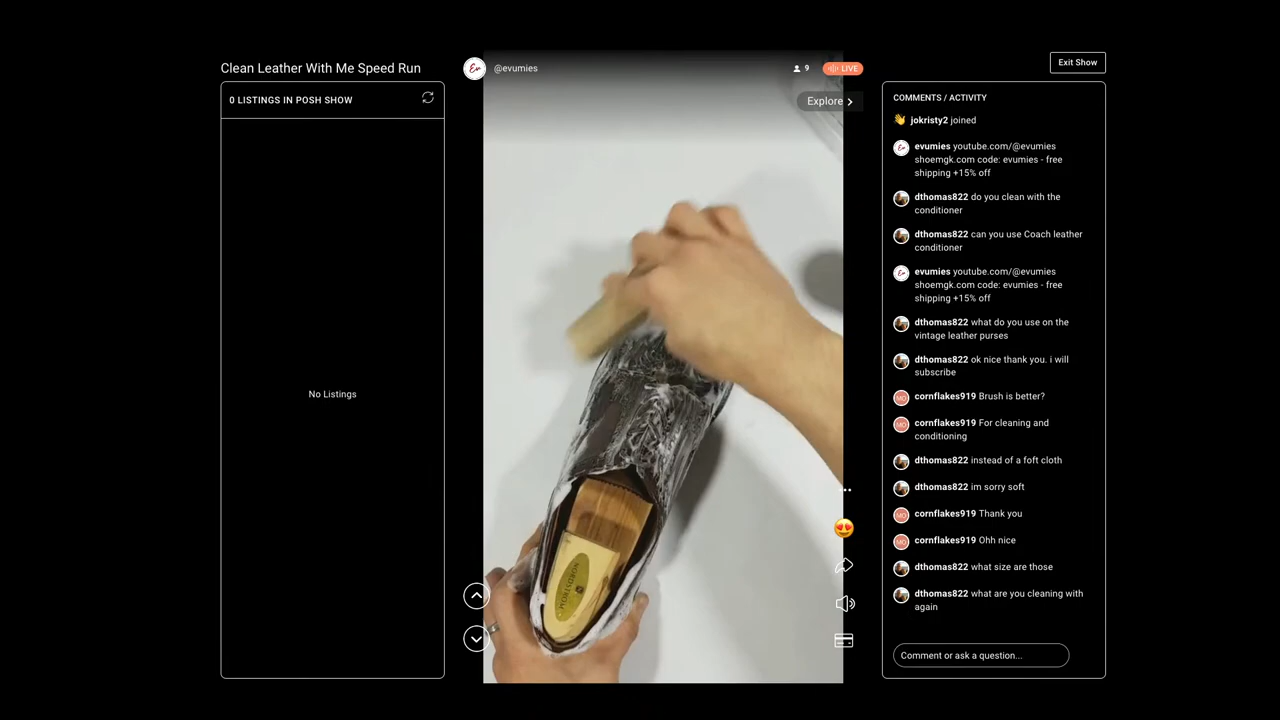 Clean Leather With Me Speed Run
0 LISTINGS IN POSH SHOW
No Listings
Ev
@evumies
9
LIVE
Explore
NORDSTROM
Exit Show
COMMENTS / ACTIVITY
jokristy2 joined
evumies youtube.com/@evumies
shoemgk.com code: evumies - free
shipping +15% off
dthomas822 do you clean with the
conditioner
dthomas822 can you use Coach leather
conditioner
evumies youtube.com/@evumies
shoemgk.com code: evumies - free
shipping +15% off
dthomas822 what do you use on the
vintage leather purses
dthomas822 ok nice thank you. i will
subscribe
MO
cornflakes919 Brush is better?
MO
cornflakes919 For cleaning and
conditioning
dthomas822 instead of a foft cloth
dthomas822 im sorry soft
MO
cornflakes919 Thank you
MO
cornflakes919 Ohh nice
dthomas822 what size are those
dthomas822 what are you cleaning with
again
Comment or ask a question...